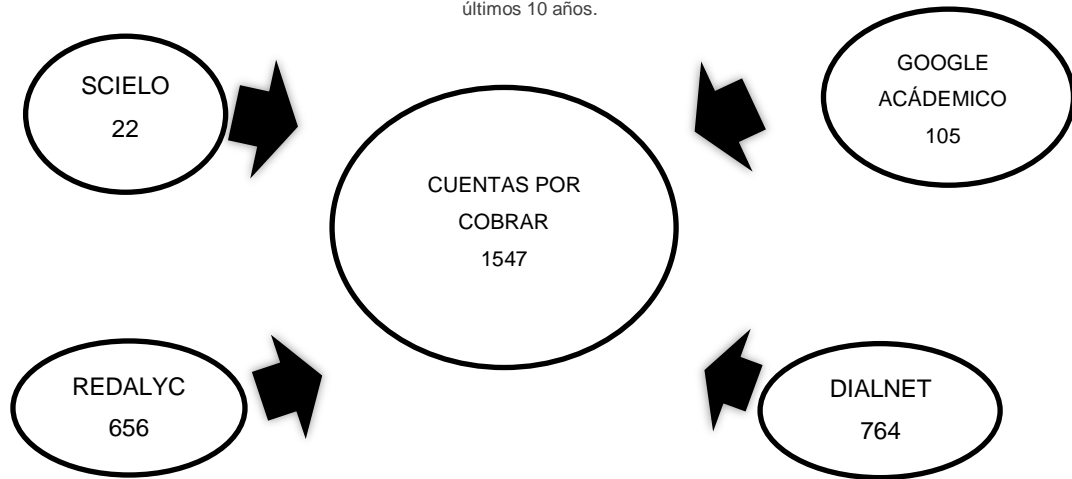 últimos 10 años.
SCIELO
22
GOOGLE
ACÁDEMICO
105
CUENTAS POR
COBRAR
1547
REDALYC
656
DIALNET
764